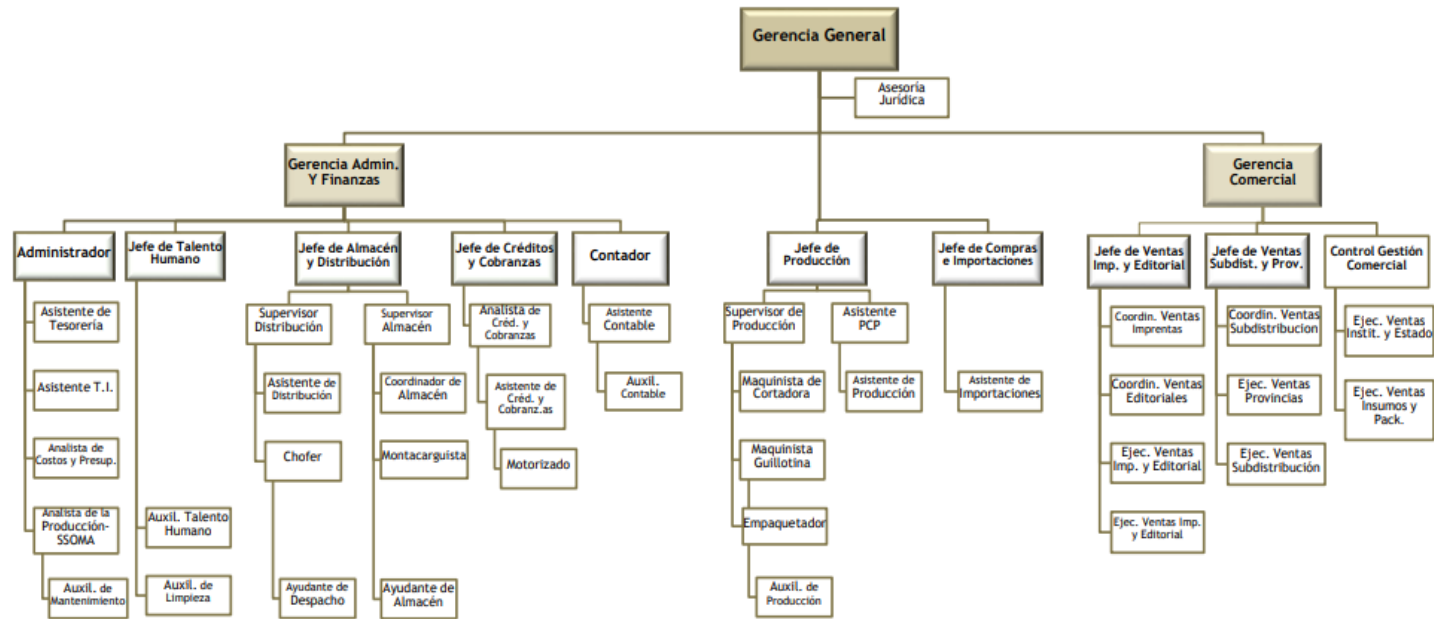 Gerencia General
Asesoría
Jurídica
Gerencia Admin.
Y Finanzas
Gerencia
Comercial
Administrador
Jefe de Talento
Humano
Jefe de Almacén
y Distribución
Jefe de Créditos
y Cobranzas
Contador
Jefe de
Producción
Jefe de Compras
e Importaciones
Jefe de Ventas
Imp. y Editorial
Jefe de Ventas
Subdist. y Prov.
Control Gestión
Comercial
Asistente de
Tesorería
Asistente T.I.
Analista de
Costos y Presup.
Analista de la
Producción-
SSOMA
Auxil. de
Mantenimiento
Auxil. Talento
Humano
Auxil. de
Limpieza
Supervisor
Distribución
Asistente de
Distribución
Chofer
Ayudante de
Despacho
Supervisor
Almacén
Coordinador de
Almacén
Montacarguista
Ayudante de
Almacén
Analista de
Créd. y
Cobranzas
Asistente de
Créd. y
Cobranz.as
Motorizado
Asistente
Contable
Auxil.
Contable
Supervisor de
Producción
Maquinista de
Cortadora
Maquinista
Guillotina
Empaquetador
Auxil. de
Producción
Asistente
PCP
Asistente de
Producción
Asistente de
Importaciones
Coordin. Ventas
Imprentas
Coordin. Ventas
Editoriales
Ejec. Ventas
Imp. y Editorial
Ejec. Ventas Imp.
y Editorial
Coordin. Ventas
Subdistribucion
Ejec. Ventas
Provincias
Ejec. Ventas
Subdistribución
Ejec. Ventas
Instit. y Estado
Ejec. Ventas
Insumos y
Pack.